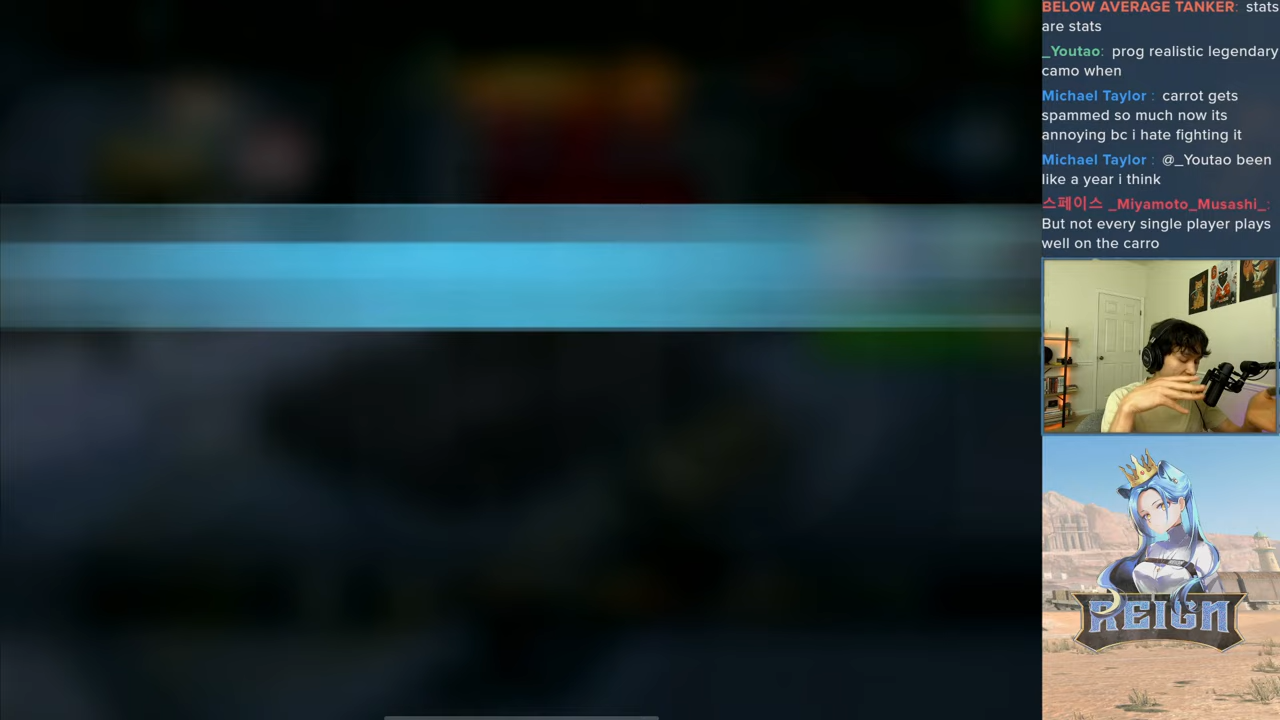 BELOW AVERAGE TANKER: stats
are stats
_Youtao: prog realistic legendary
camo when
Michael Taylor : carrot gets
spammed so much now its
annoying bc i hate fighting it
Michael Taylor : @_Youtao been
like a year i think
스페이스 _Miyamoto_Musashi_:
But not every single player plays
well on the carro
REIGN